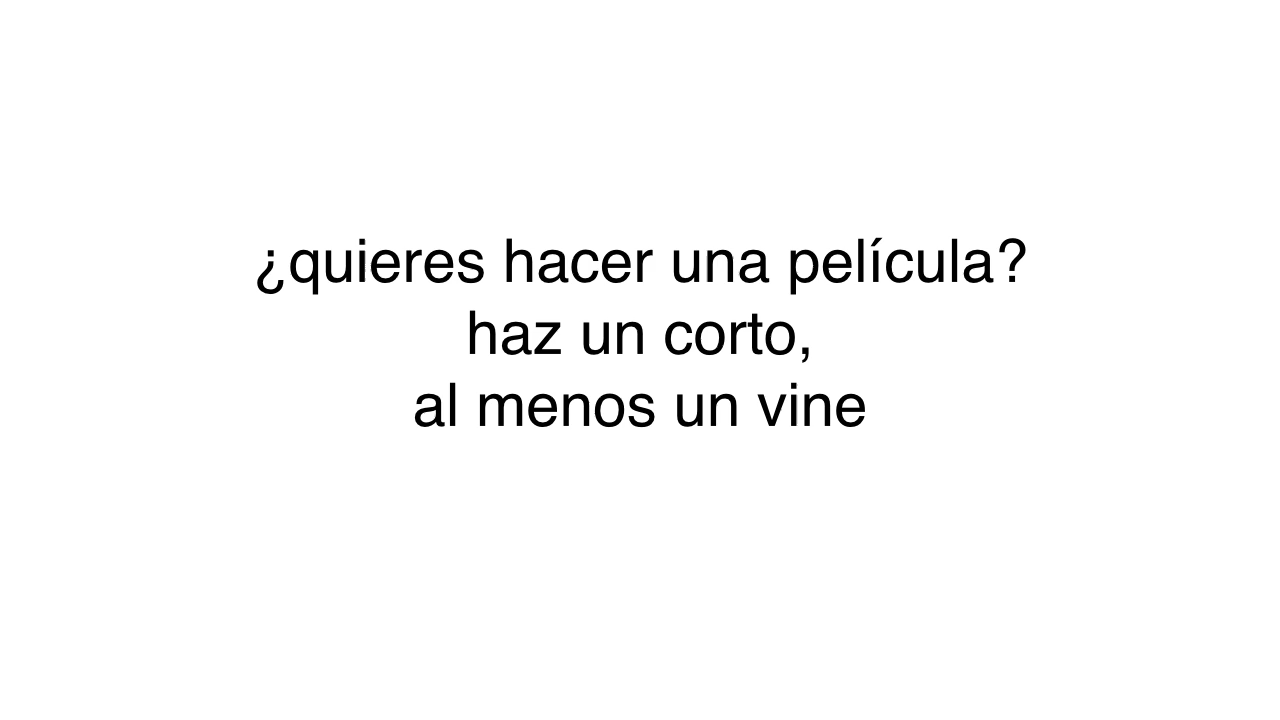 ¿quieres hacer una película?
haz un corto,
al menos un vine